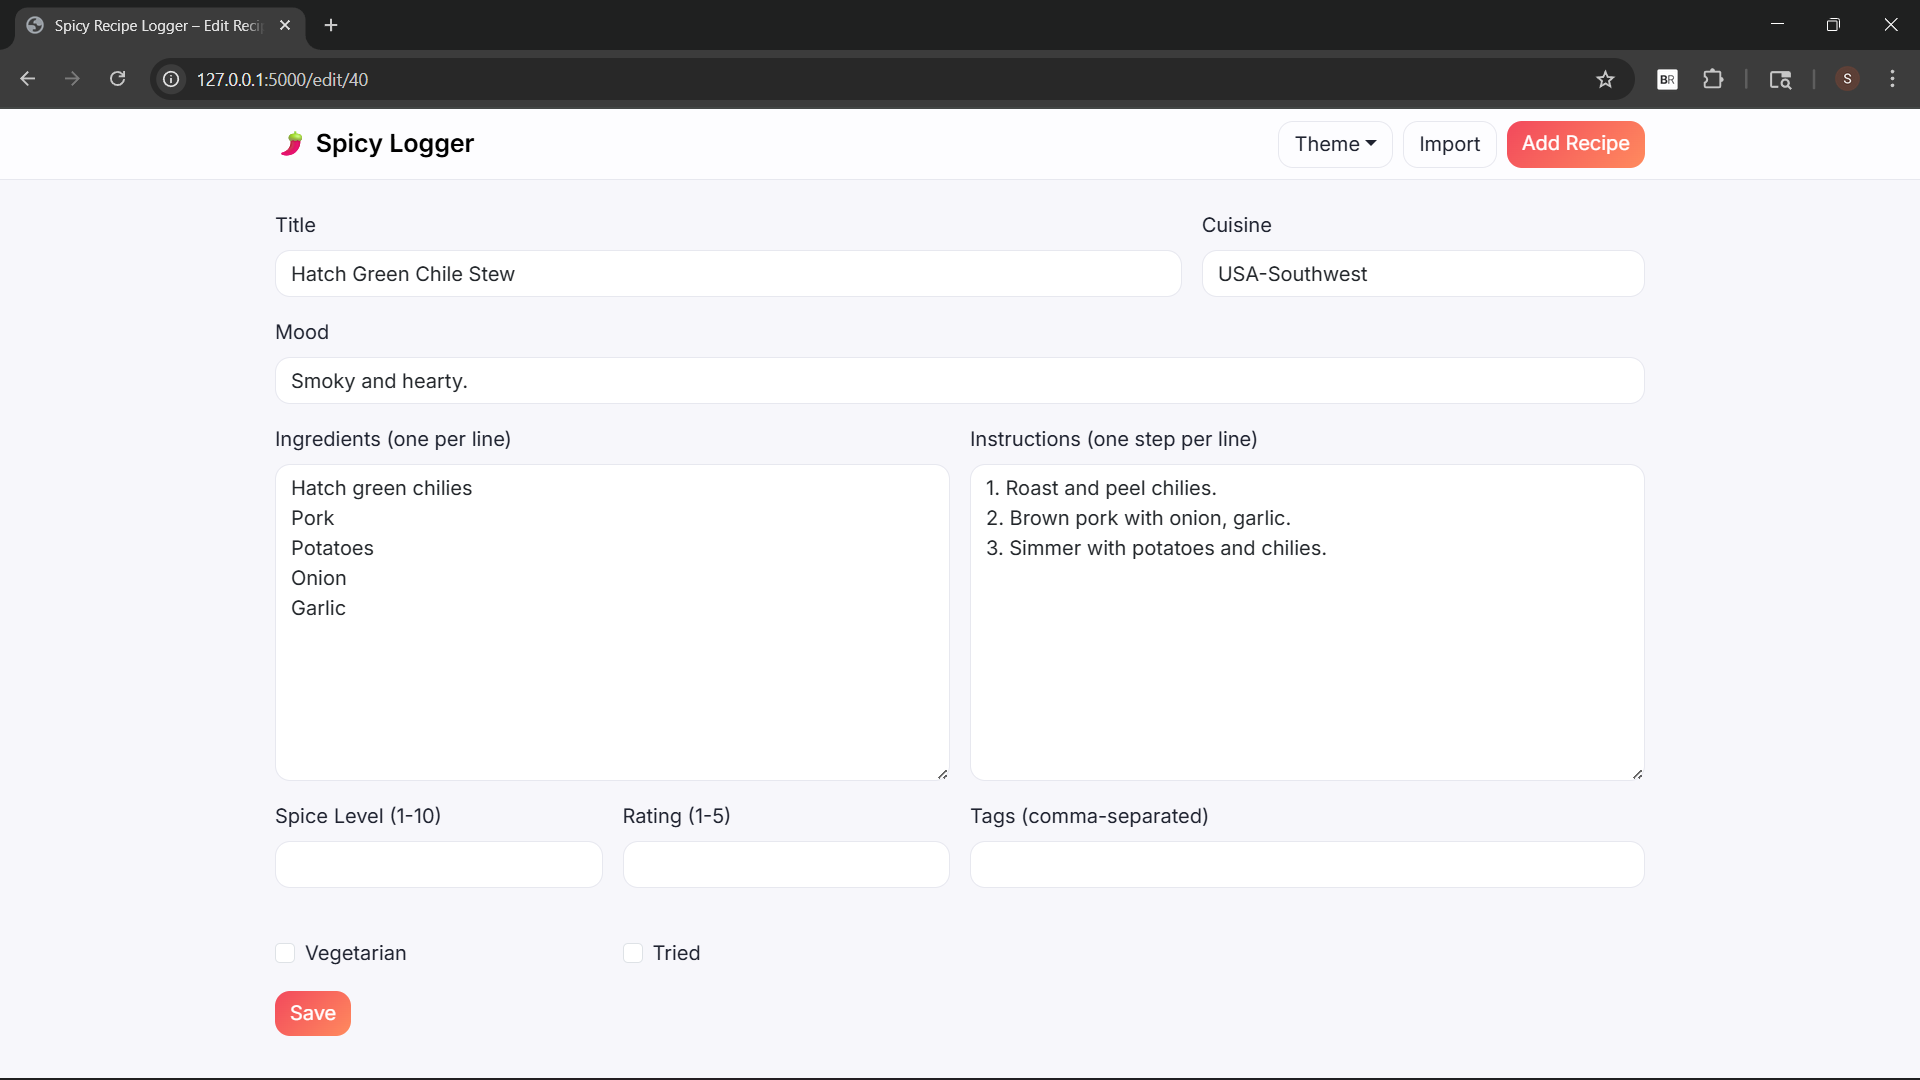 Spicy Recipe Logger – Edit Reci
127.0.0.1:5000/edit/40
BR
S
Spicy Logger
Theme
Import
Add Recipe
Title
Cuisine
Hatch Green Chile Stew
USA-Southwest
Mood
Smoky and hearty.
Ingredients (one per line)
Instructions (one step per line)
Hatch green chilies
Pork
Potatoes
Onion
Garlic
1. Roast and peel chilies.
2. Brown pork with onion, garlic.
3. Simmer with potatoes and chilies.
Spice Level (1-10)
Rating (1-5)
Tags (comma-separated)
Vegetarian
Tried
Save